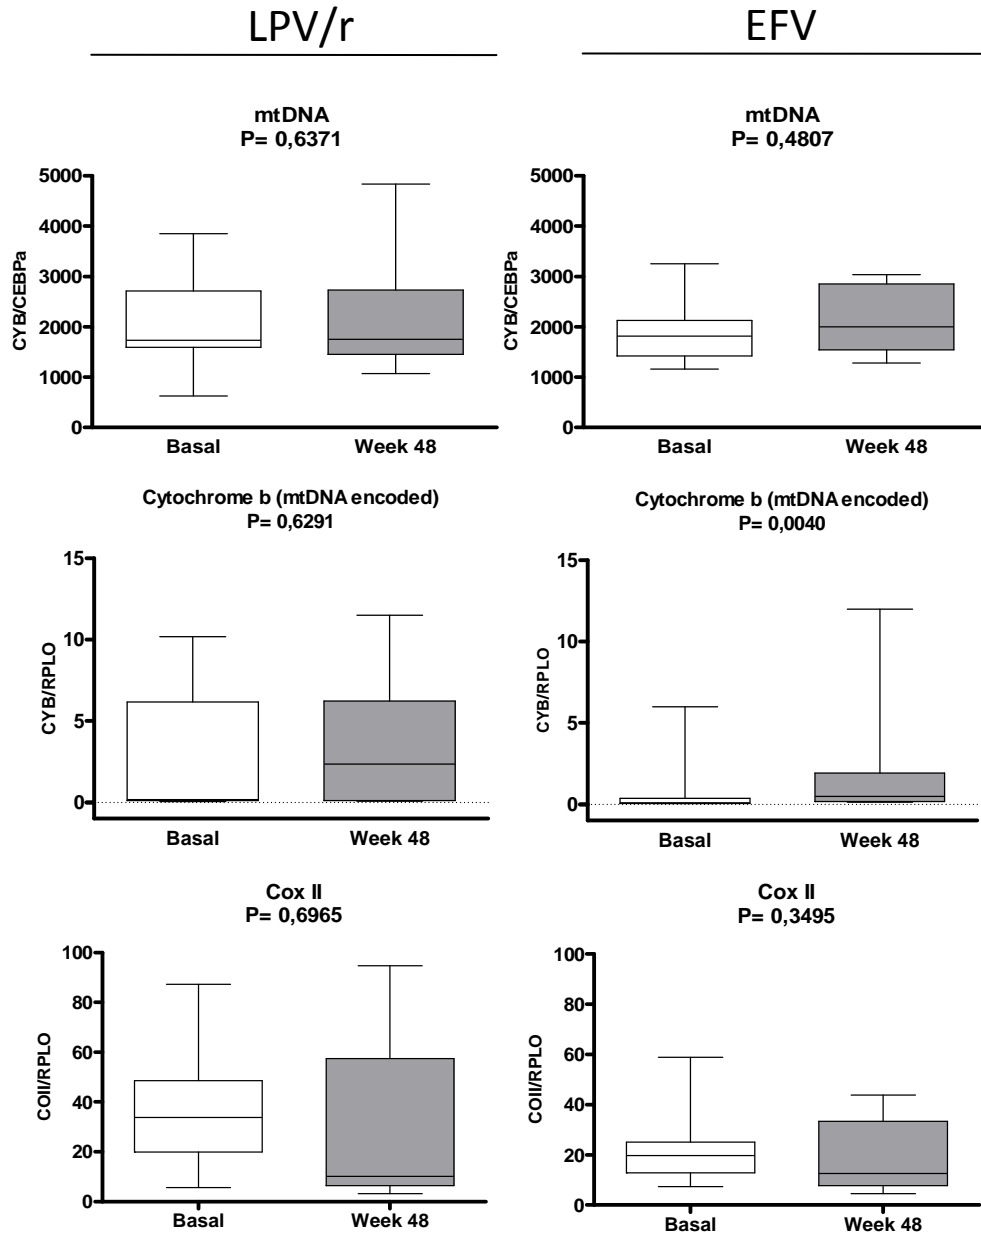 LPV/r
EFV
mtDNA
P= 0,6371
5000
4000
3000
2000
1000
0
CYB/CEBPa
Basal
Week 48
mtDNA
P= 0,4807
5000
4000
3000
2000
1000
0
CYB/CEBPa
Basal
Week 48
Cytochrome b (mtDNA encoded)
P= 0,6291
15
10
5
0
CYB/RPLO
Basal
Week 48
Cytochrome b (mtDNA encoded)
P= 0,0040
15
10
5
0
CYB/RPLO
Basal
Week 48
Cox II
P= 0,6965
100
80
60
40
20
0
COII/RPLO
Basal
Week 48
Cox II
P= 0,3495
100
80
60
40
20
0
COII/RPLO
Basal
Week 48